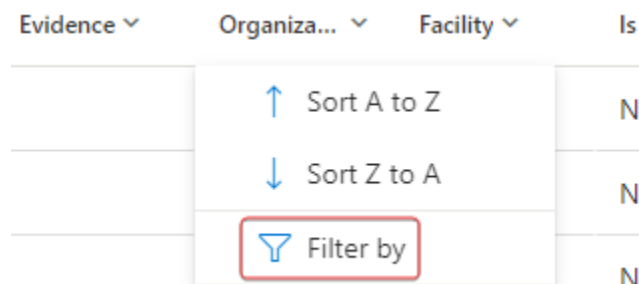 Evidence Organiza... Facility Is
Sort A to Z
N
Sort Z to A
N
Filter by
N